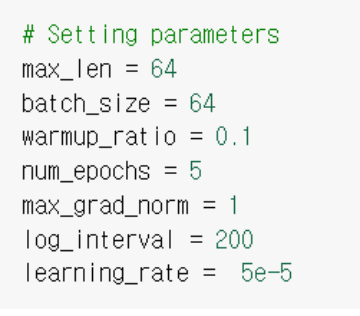 # Setting parameters
max_len = 64
batch_size = 64
warmup_ratio = 0.1
num_epochs = 5
max_grad_norm = 1
log_interval = 200
learning_rate =  5e-5